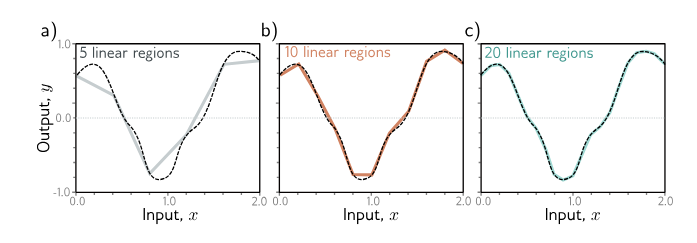 a) 5 linear regions
b) 10 linear regions
c) 20 linear regions
Output, y
1.0
0.0
-1.0
0.0 1.0 2.0
0.0 1.0 2.0
0.0 1.0 2.0
Input, x
Input, x
Input, x